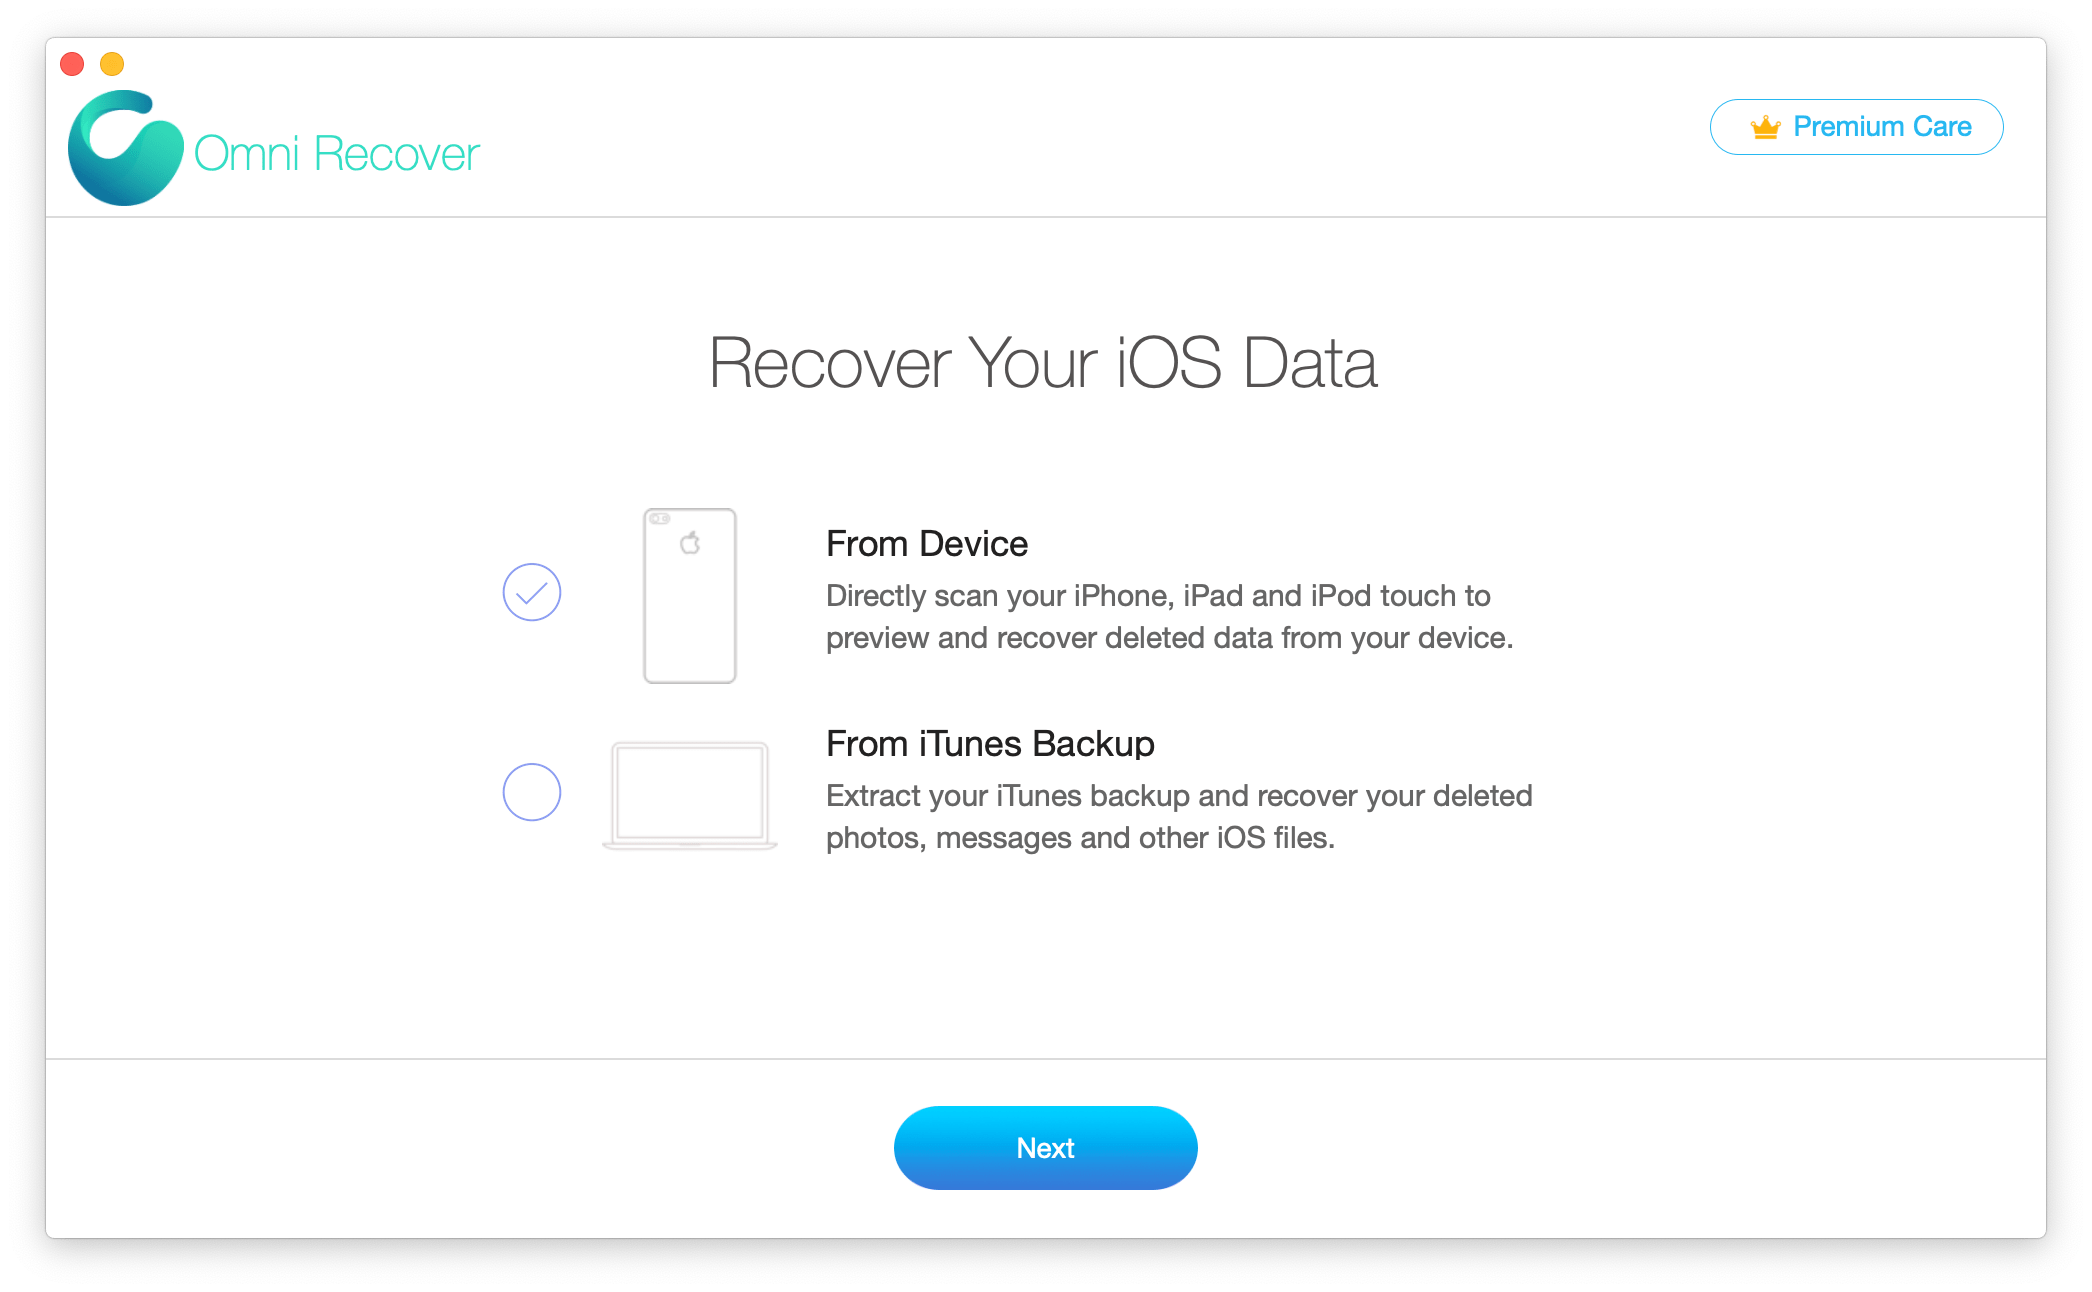 Omni Recover
Premium Care
Recover Your iOS Data
From Device
Directly scan your iPhone, iPad and iPod touch to
preview and recover deleted data from your device.
From iTunes Backup
Extract your iTunes backup and recover your deleted
photos, messages and other iOS files.
Next